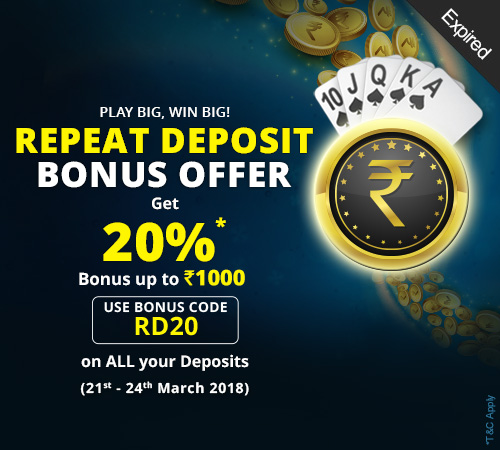 Expired
10 J Q K A
PLAY BIG, WIN BIG!
REPEAT DEPOSIT
BONUS OFFER
Get
20%*
Bonus up to ₹1000
USE BONUS CODE
RD20
on ALL your Deposits
(21st - 24th March 2018)
₹
*T&C Apply